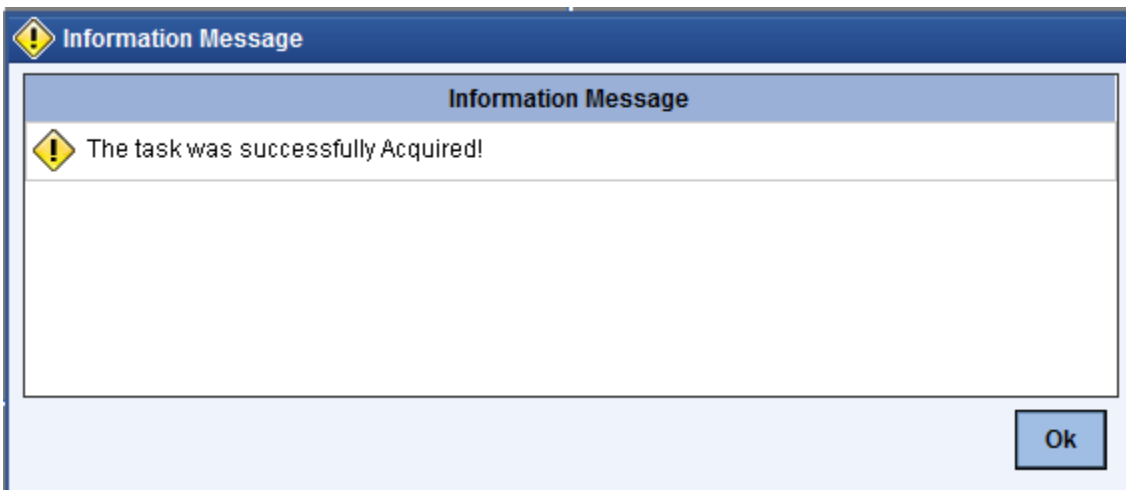 Information Message
Information Message
The task was successfully Acquired!
Ok